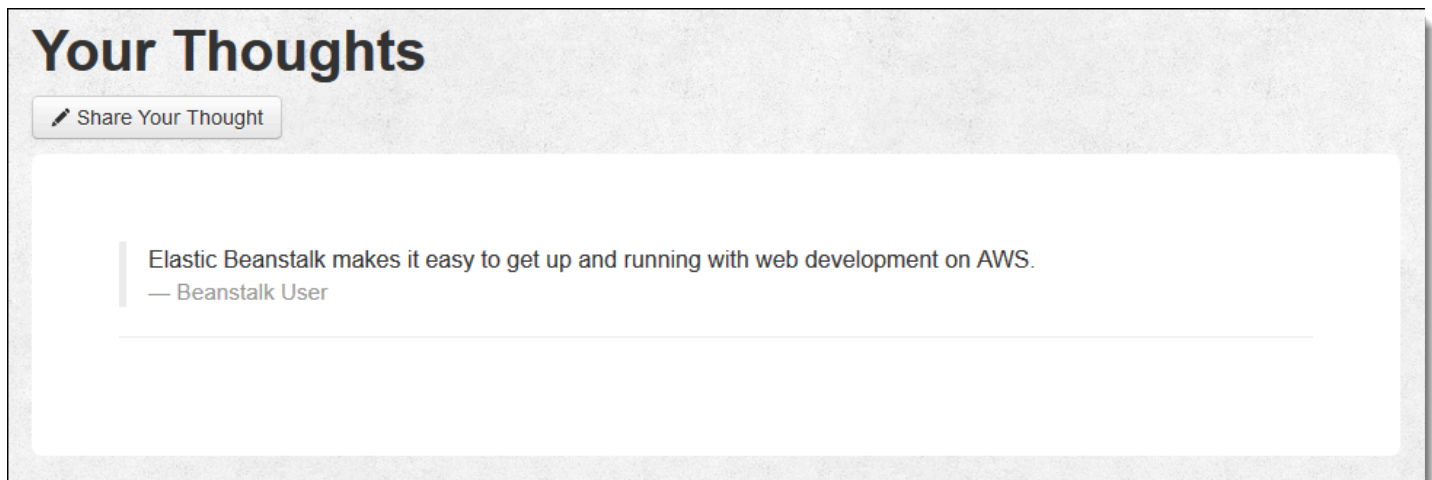 Your Thoughts
Share Your Thought
Elastic Beanstalk makes it easy to get up and running with web development on AWS.
— Beanstalk User